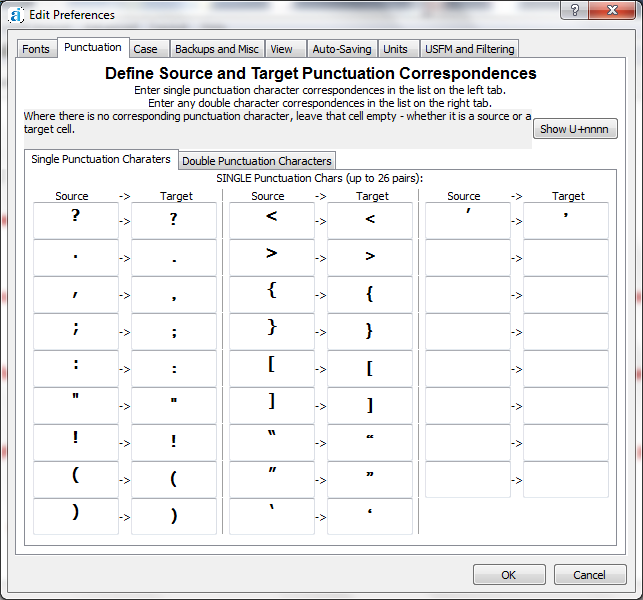 Edit Preferences
Fonts Punctuation Case Backups and Misc View Auto-Saving Units USFM and Filtering
Define Source and Target Punctuation Correspondences
Enter single punctuation character correspondences in the list on the left tab.
Enter any double character correspondences in the list on the right tab.
Where there is no corresponding punctuation character, leave that cell empty - whether it is a source or a
target cell.
Show U+nnnn
Single Punctuation Charaters Double Punctuation Characters
SINGLE Punctuation Chars (up to 26 pairs):
Source -> Target Source -> Target Source -> Target
? -> ? < -> < ’ -> ’
. -> . > -> > ->
, -> , { -> { ->
; -> ; } -> } ->
: -> : [ -> [ ->
" -> " ] -> ] ->
! -> ! “ -> “ ->
( -> ( ” -> ” ->
) -> ) ‘ -> ‘
OK Cancel